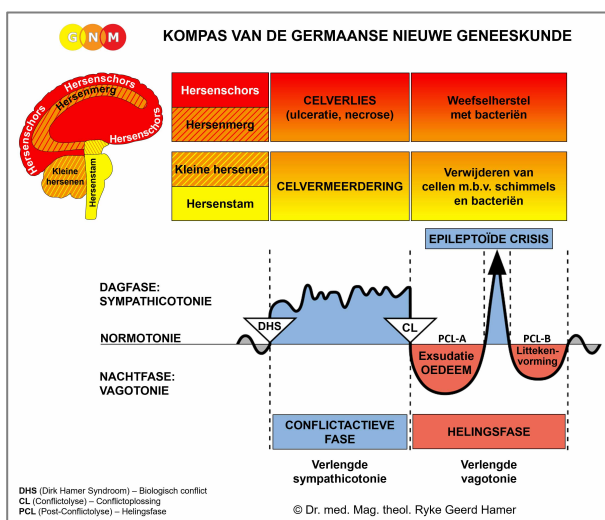 G N M
KOMPAS VAN DE GERMAANSE NIEUWE GENEESKUNDE
Hersenschors
Hersenmerg
Hersenschors
Hersenschors
Kleine
hersenen
Hersenstam
Hersenschors
Hersenmerg
CELVERLIES
(ulceratie, necrose)
Weefselherstel
met bacteriën
Kleine hersenen
Hersenstam
CELVERMEERDERING
Verwijderen van
cellen m.b.v. schimmels
en bacteriën
EPILEPTOÏDE CRISIS
DAGFASE:
SYMPATHICOTONIE
DHS
CL
NORMOTONIE
PCL-A
PCL-B
Exsudatie
OEDEEM
Litteken-
vorming
NACHTFASE:
VAGOTONIE
CONFLICTACTIEVE
FASE
HELINGSFASE
Verlengde
sympathicotonie
Verlengde
vagotonie
DHS (Dirk Hamer Syndroom) – Biologisch conflict
CL (Conflictolyse) – Conflictoplossing
PCL (Post-Conflictolyse) – Helingsfase
© Dr. med. Mag. theol. Ryke Geerd Hamer